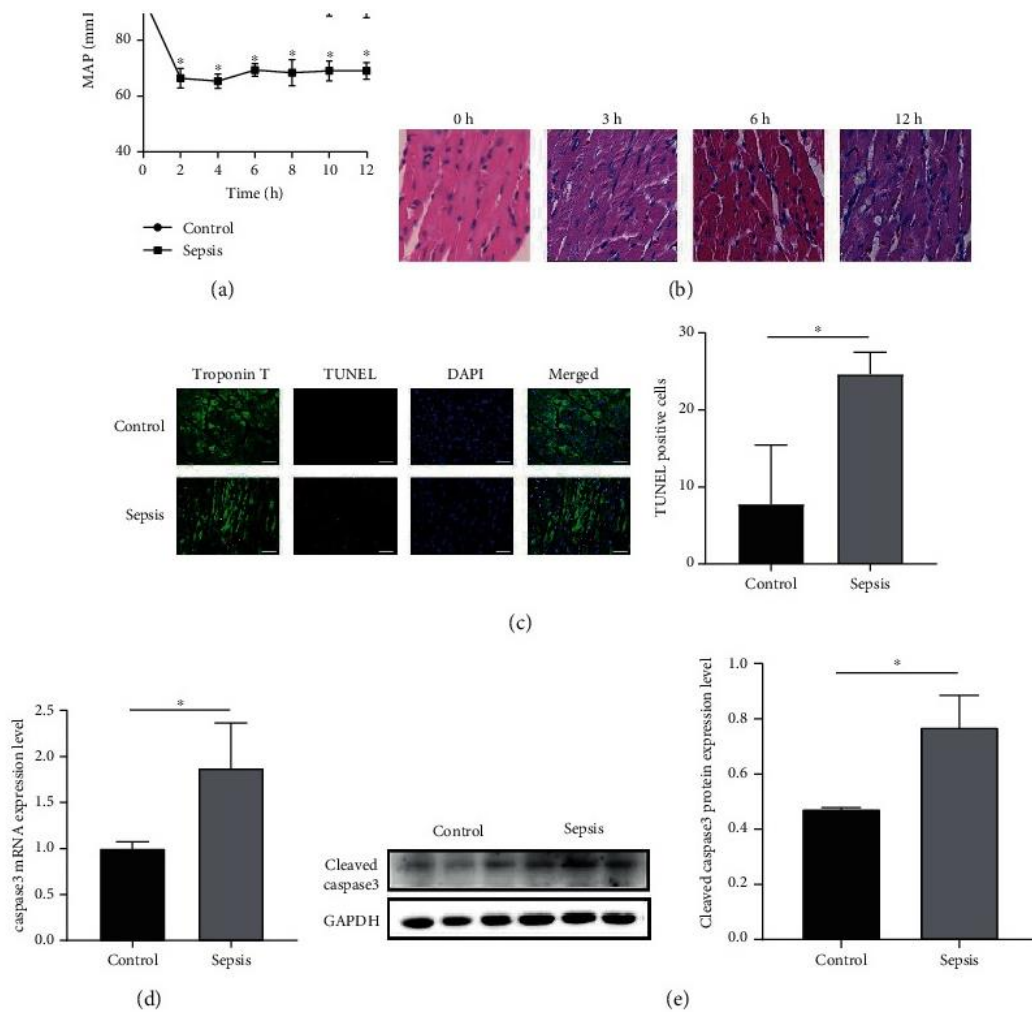 MAP (mmI
80
60
40
0 2 4 6 8 10 12
* * * * * *
Time (h)
Control
Sepsis
(a)
0 h 3 h 6 h 12 h
(b)
Troponin T TUNEL DAPI Merged
Control
Sepsis
TUNEL positive cells
30
20
10
0
*
Control Sepsis
(c)
caspase3 mRNA expression level
2.5
2.0
1.5
1.0
0.5
0.0
*
Control Sepsis
(d)
Control Sepsis
Cleaved
caspase3
GAPDH
Cleaved caspase3 protein expression level
1.0
0.8
0.6
0.4
0.2
0.0
*
Control Sepsis
(e)